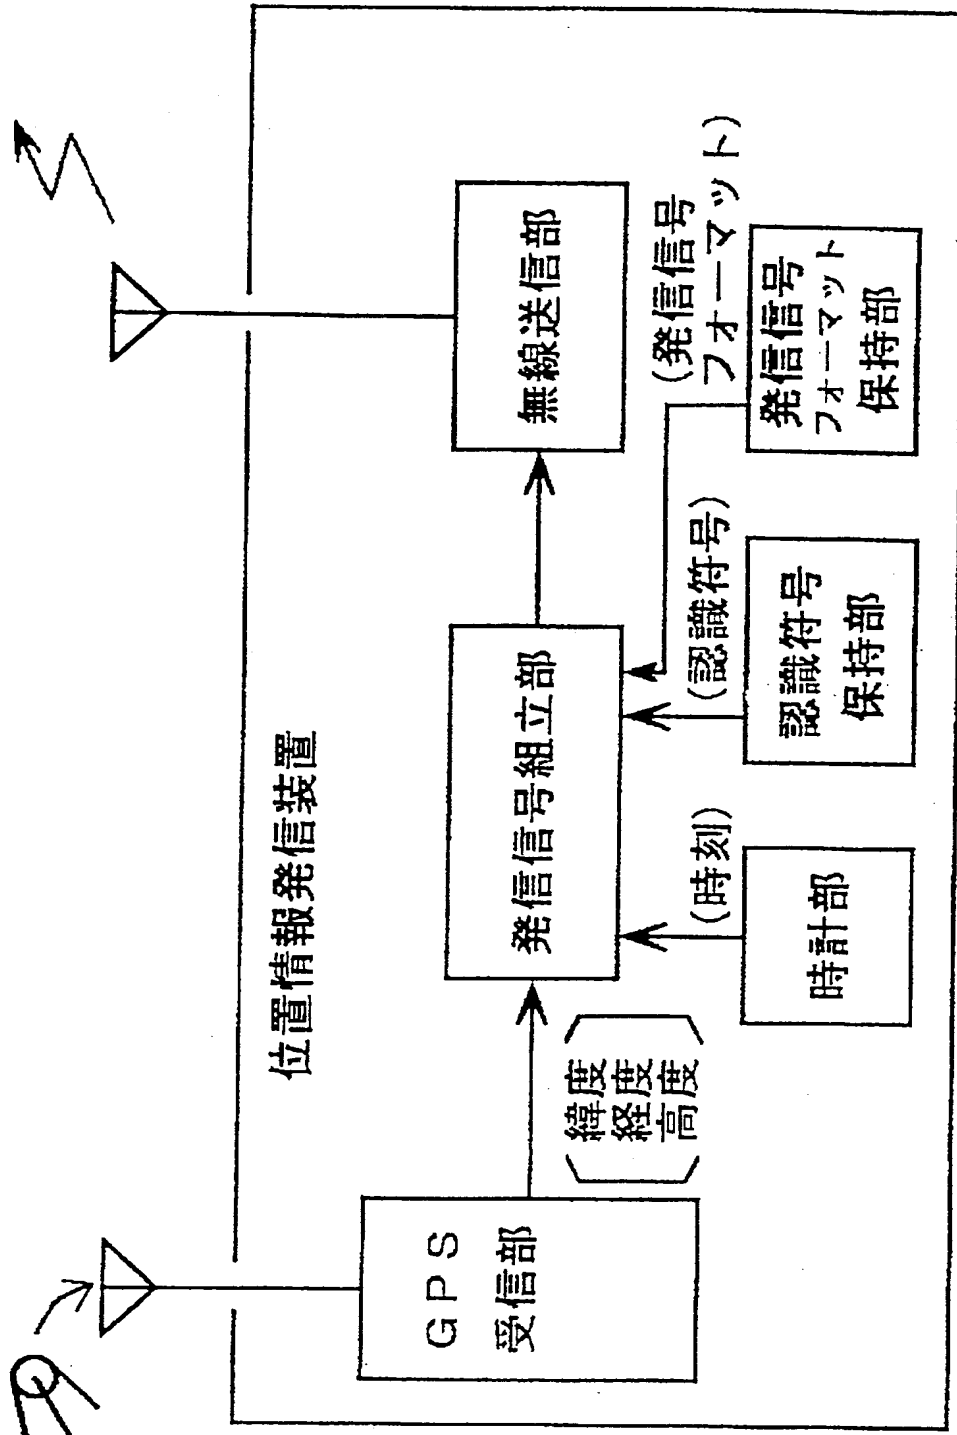 位置情報発信装置
GPS
受信部
緯度
経度
高度
発信信号組立部
無線送信部
(時刻)
(認識符号)
(発信信号
フォーマット)
時計部
認識符号
保持部
発信信号
フォーマット
保持部